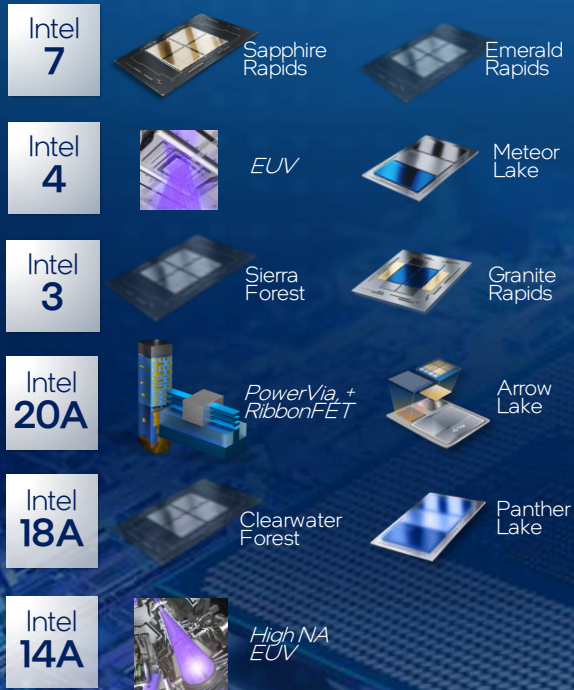 Intel
7
Sapphire
Rapids
Emerald
Rapids
Intel
4
EUV
Meteor
Lake
Intel
3
Sierra
Forest
Granite
Rapids
Intel
20A
PowerVia +
RibbonFET
Arrow
Lake
Intel
18A
Clearwater
Forest
Panther
Lake
Intel
14A
High NA
EUV